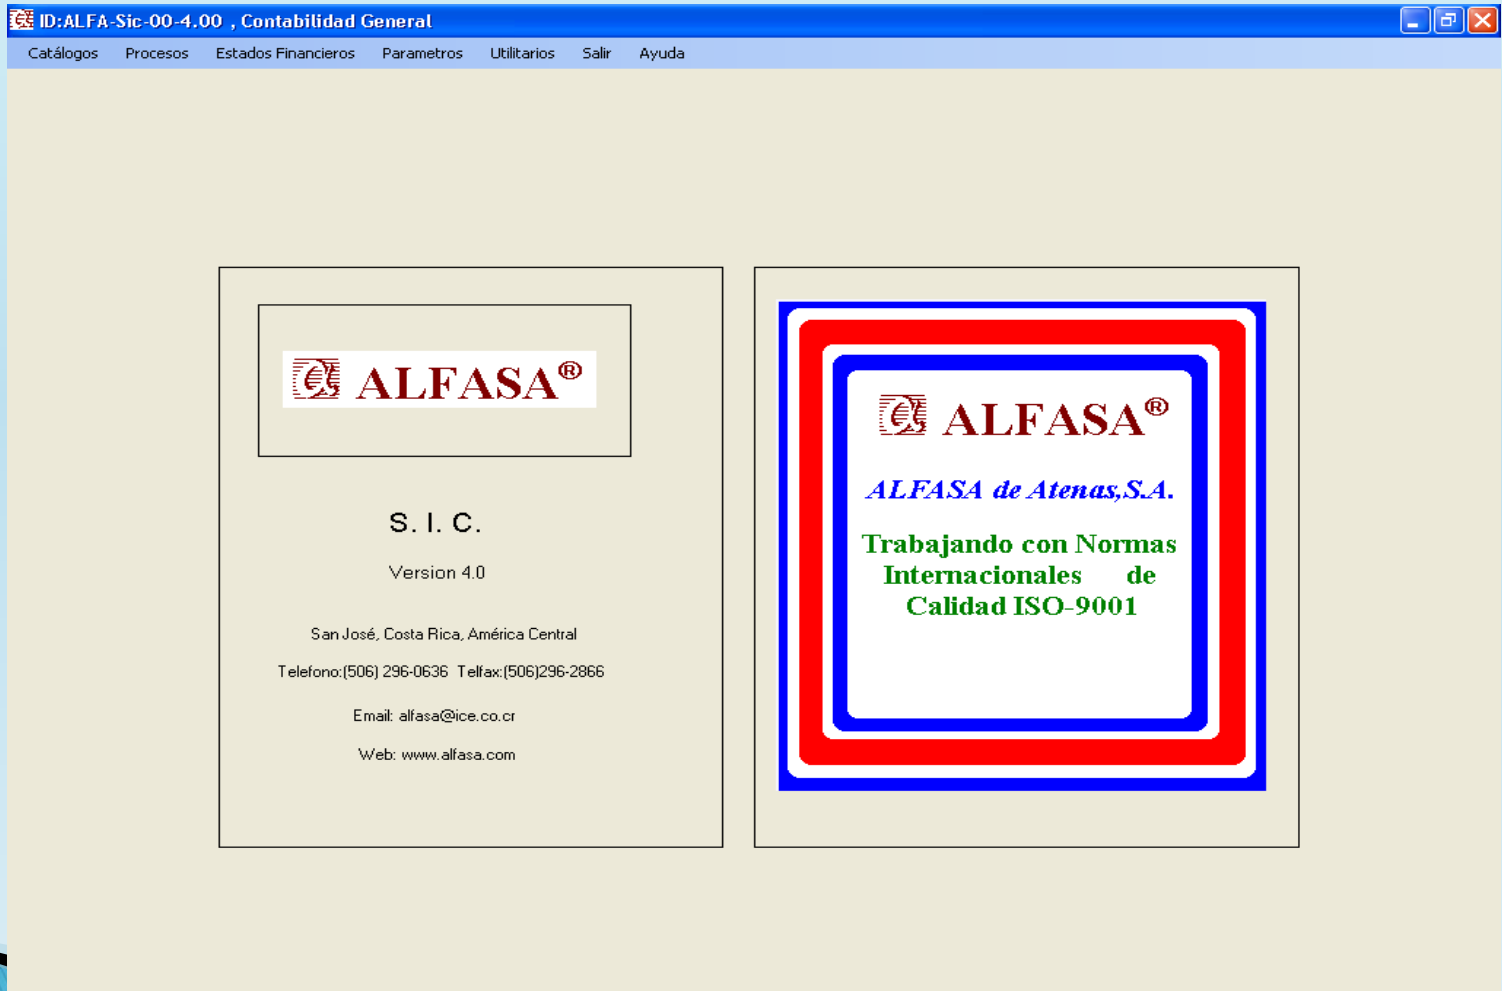 ID:ALFA-Sic-00-4.00 , Contabilidad General
Catálogos Procesos Estados Financieros Parametros Utilitarios Salir Ayuda
ALFASA®
S. I. C.
Version 4.0
San José, Costa Rica, América Central
Telefono:(506) 296-0636 Telfax:(506)296-2866
Email: alfasa@ice.co.cr
Web: www.alfasa.com
ALFASA®
ALFASA de Atenas,S.A.
Trabajando con Normas
Internacionales de
Calidad ISO-9001